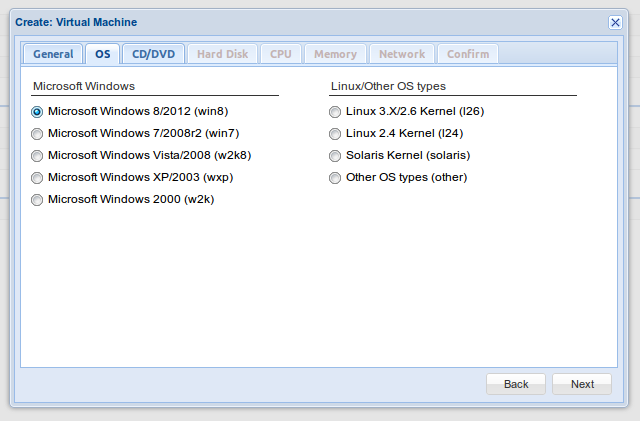 Create: Virtual Machine
General OS CD/DVD Hard Disk CPU Memory Network Confirm
Microsoft Windows
Microsoft Windows 8/2012 (win8)
Microsoft Windows 7/2008r2 (win7)
Microsoft Windows Vista/2008 (w2k8)
Microsoft Windows XP/2003 (wxp)
Microsoft Windows 2000 (w2k)
Linux/Other OS types
Linux 3.X/2.6 Kernel (l26)
Linux 2.4 Kernel (l24)
Solaris Kernel (solaris)
Other OS types (other)
Back Next